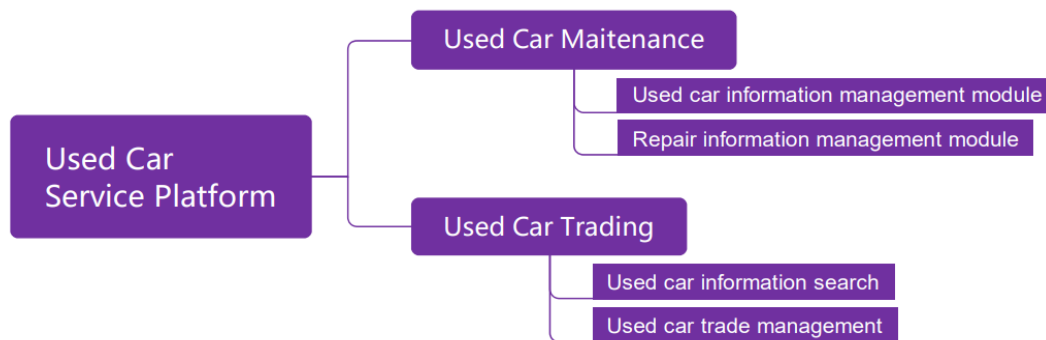 Used Car Maitenance
Used car information management module
Repair information management module
Used Car
Service Platform
Used Car Trading
Used car information search
Used car trade management